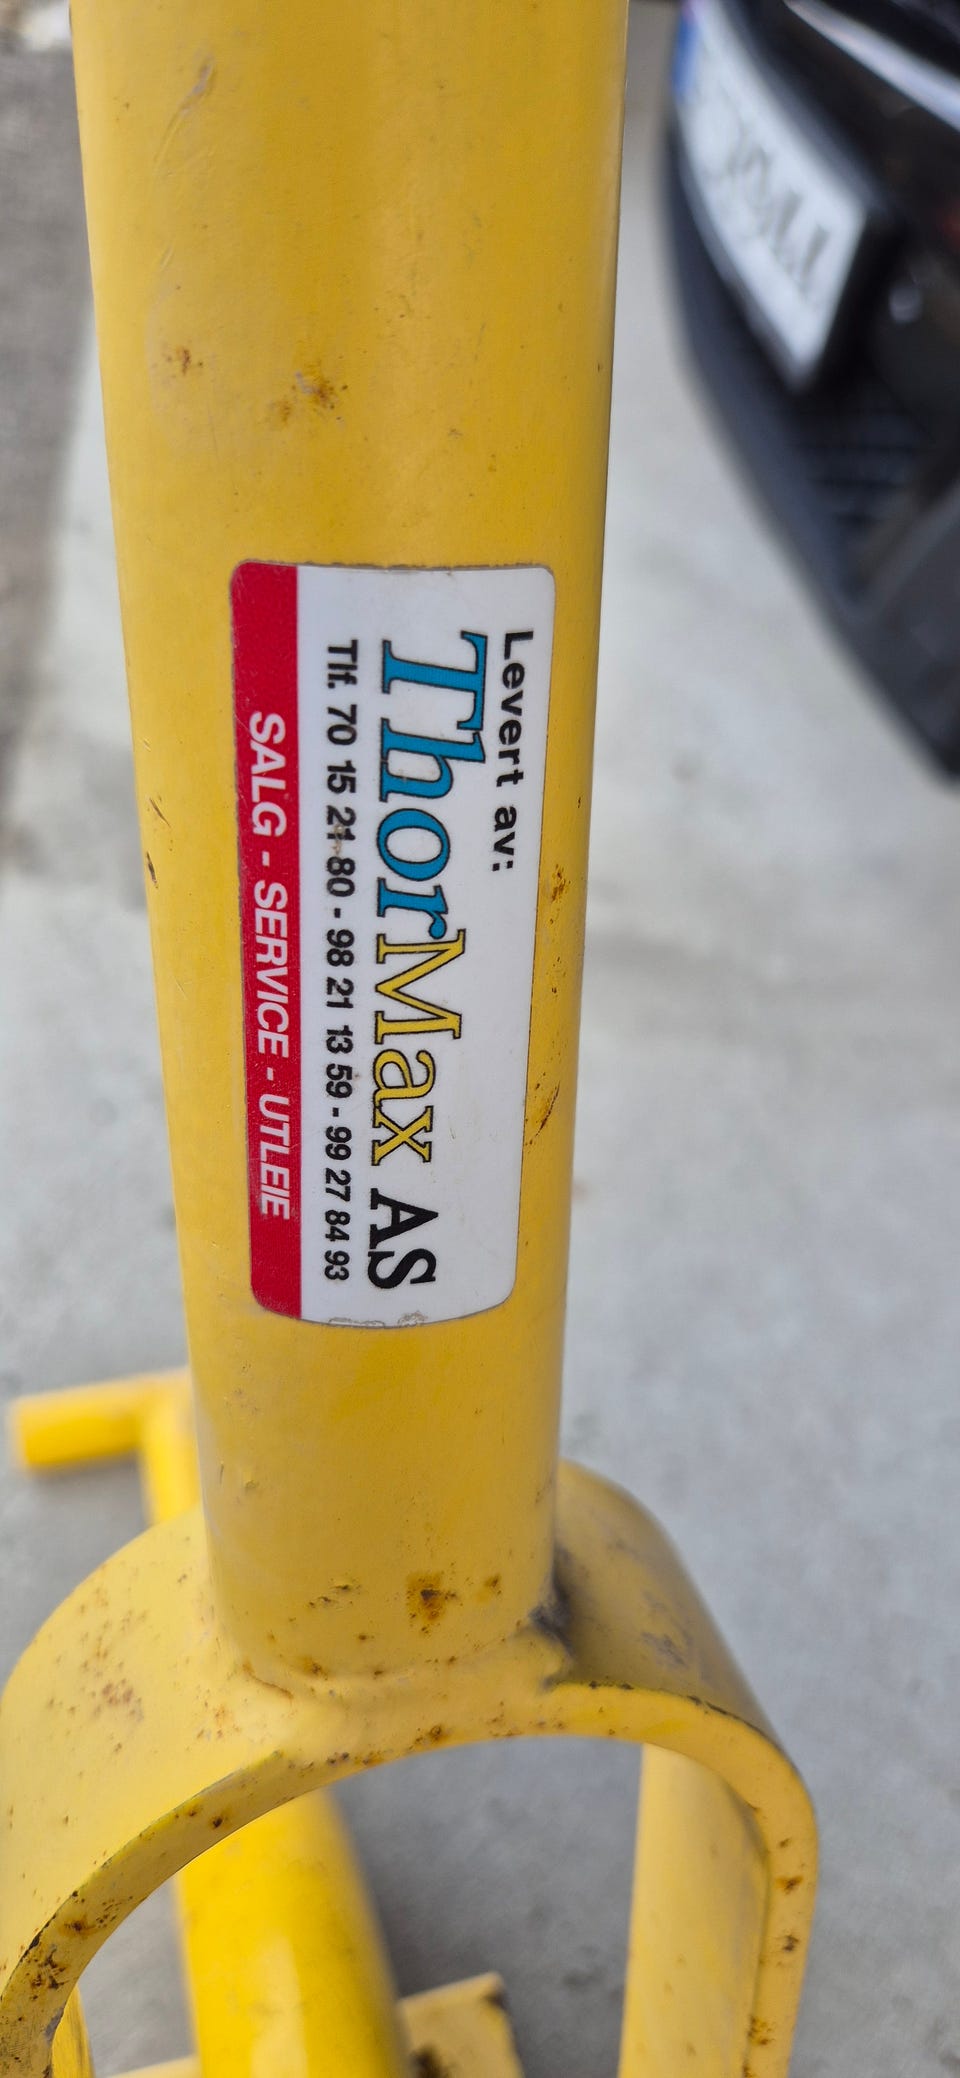 Levert av:
ThorMax AS
Tlf. 70 15 21 80 - 98 21 13 59 - 99 27 84 93
SALG - SERVICE - UTLEIE